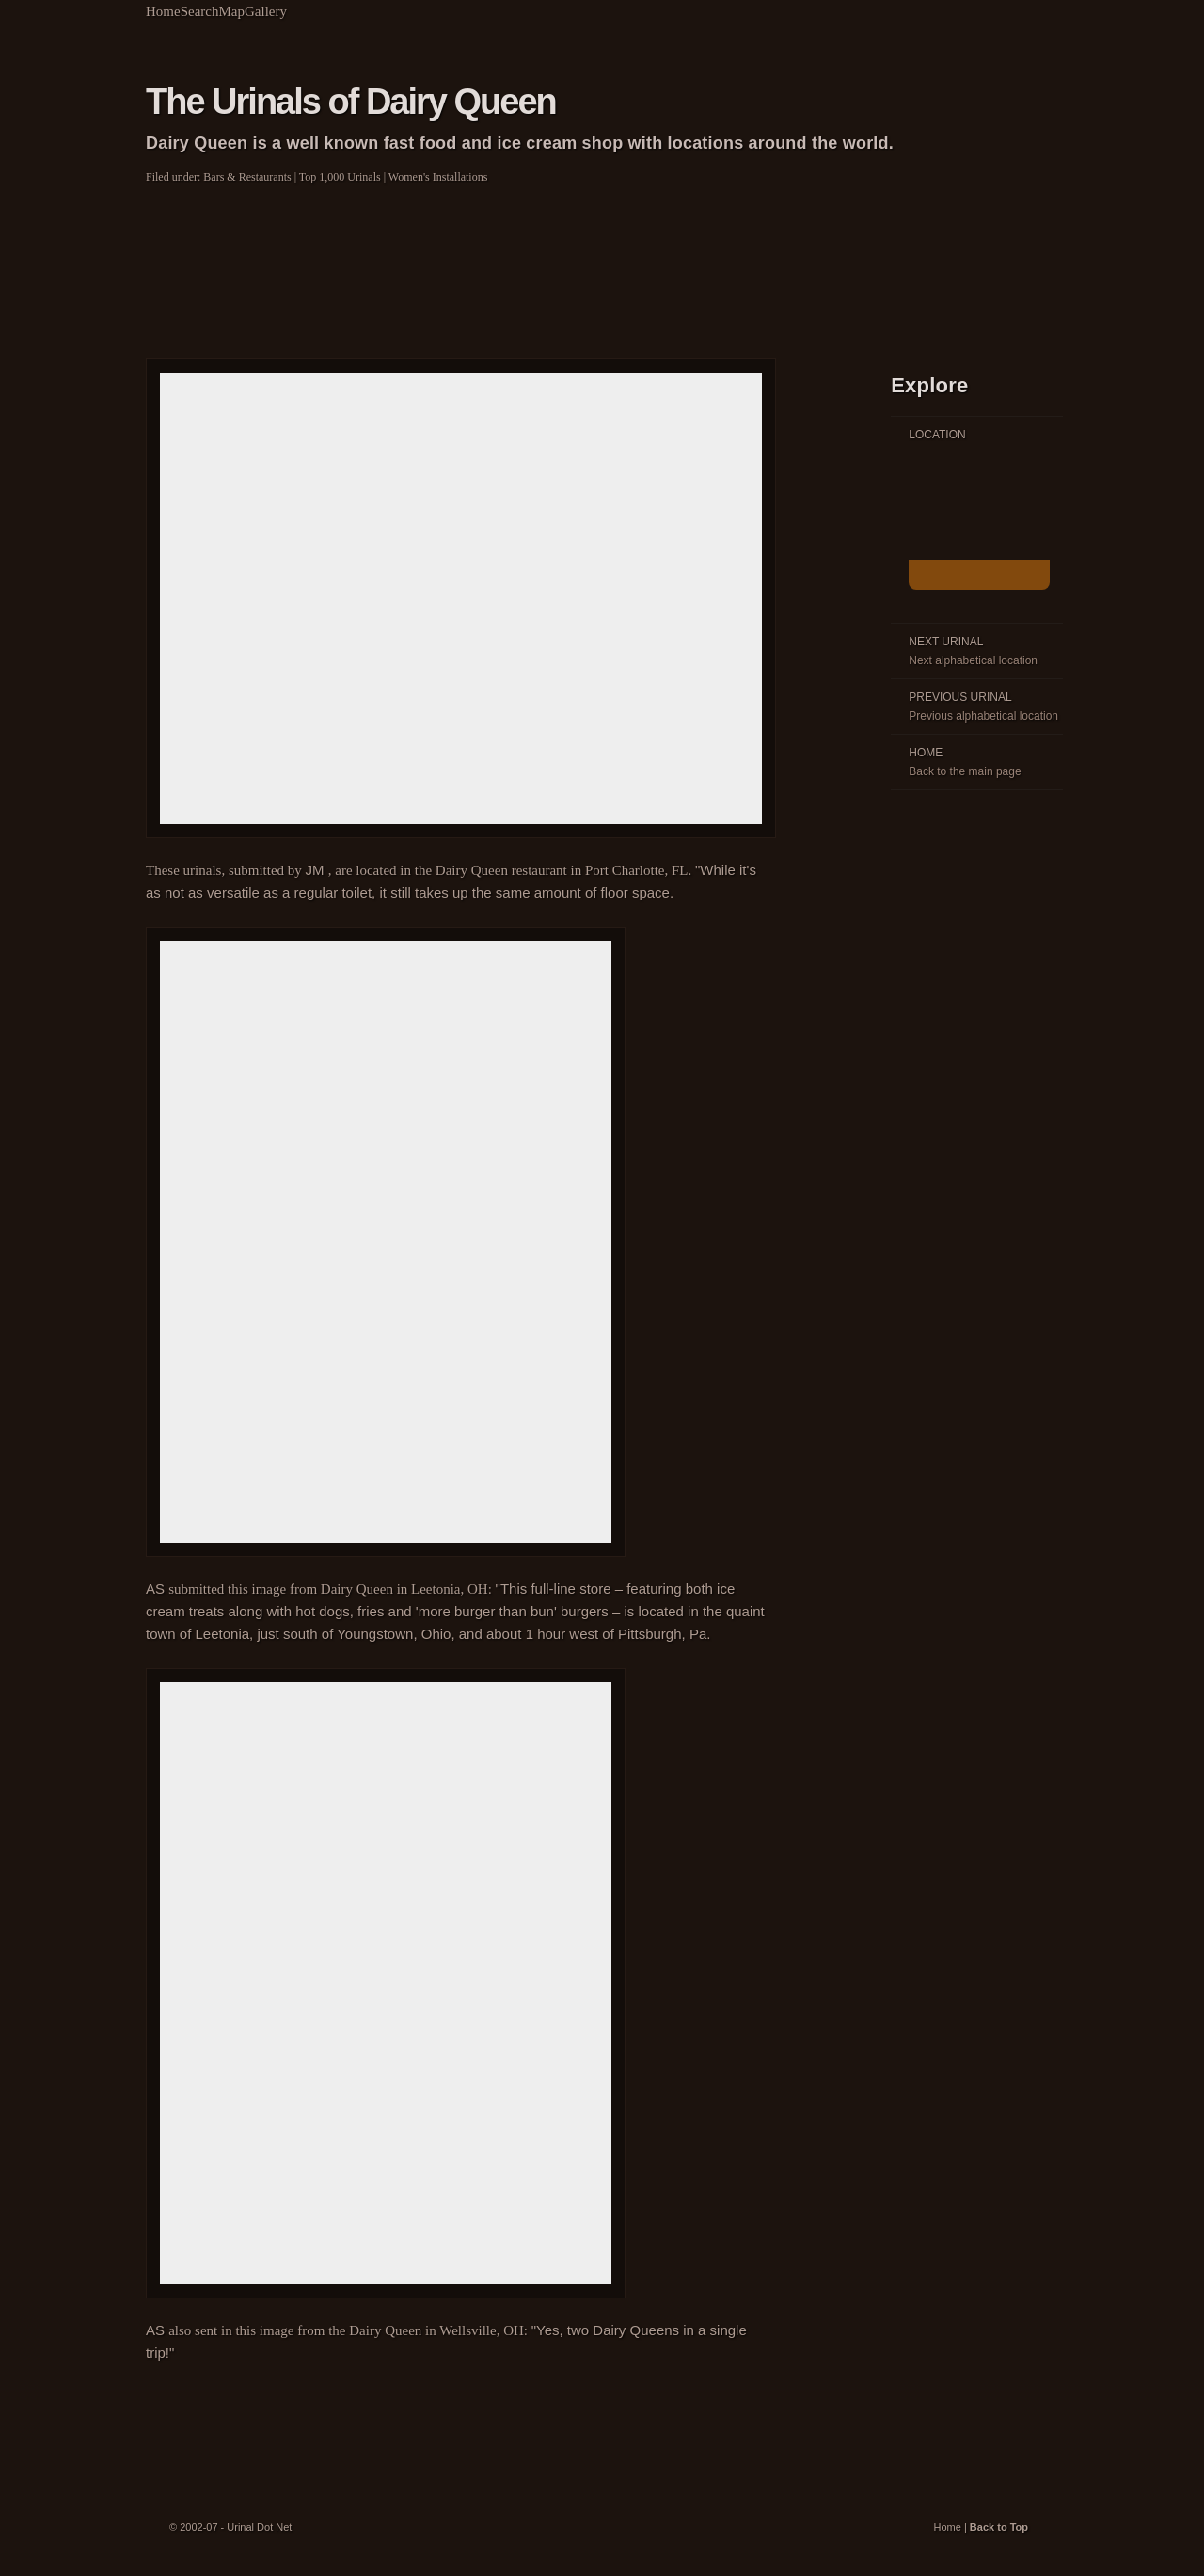 HomeSearchMapGallery
The Urinals of Dairy Queen
Dairy Queen is a well known fast food and ice cream shop with locations around the world.
Filed under: Bars & Restaurants | Top 1,000 Urinals | Women's Installations
Explore
LOCATION
NEXT URINAL
Next alphabetical location
PREVIOUS URINAL
Previous alphabetical location
HOME
Back to the main page
These urinals, submitted by JM , are located in the Dairy Queen restaurant in Port Charlotte, FL. "While it's
as not as versatile as a regular toilet, it still takes up the same amount of floor space.
AS submitted this image from Dairy Queen in Leetonia, OH: "This full-line store – featuring both ice
cream treats along with hot dogs, fries and 'more burger than bun' burgers – is located in the quaint
town of Leetonia, just south of Youngstown, Ohio, and about 1 hour west of Pittsburgh, Pa.
AS also sent in this image from the Dairy Queen in Wellsville, OH: "Yes, two Dairy Queens in a single
trip!"
© 2002-07 - Urinal Dot Net
Home | Back to Top